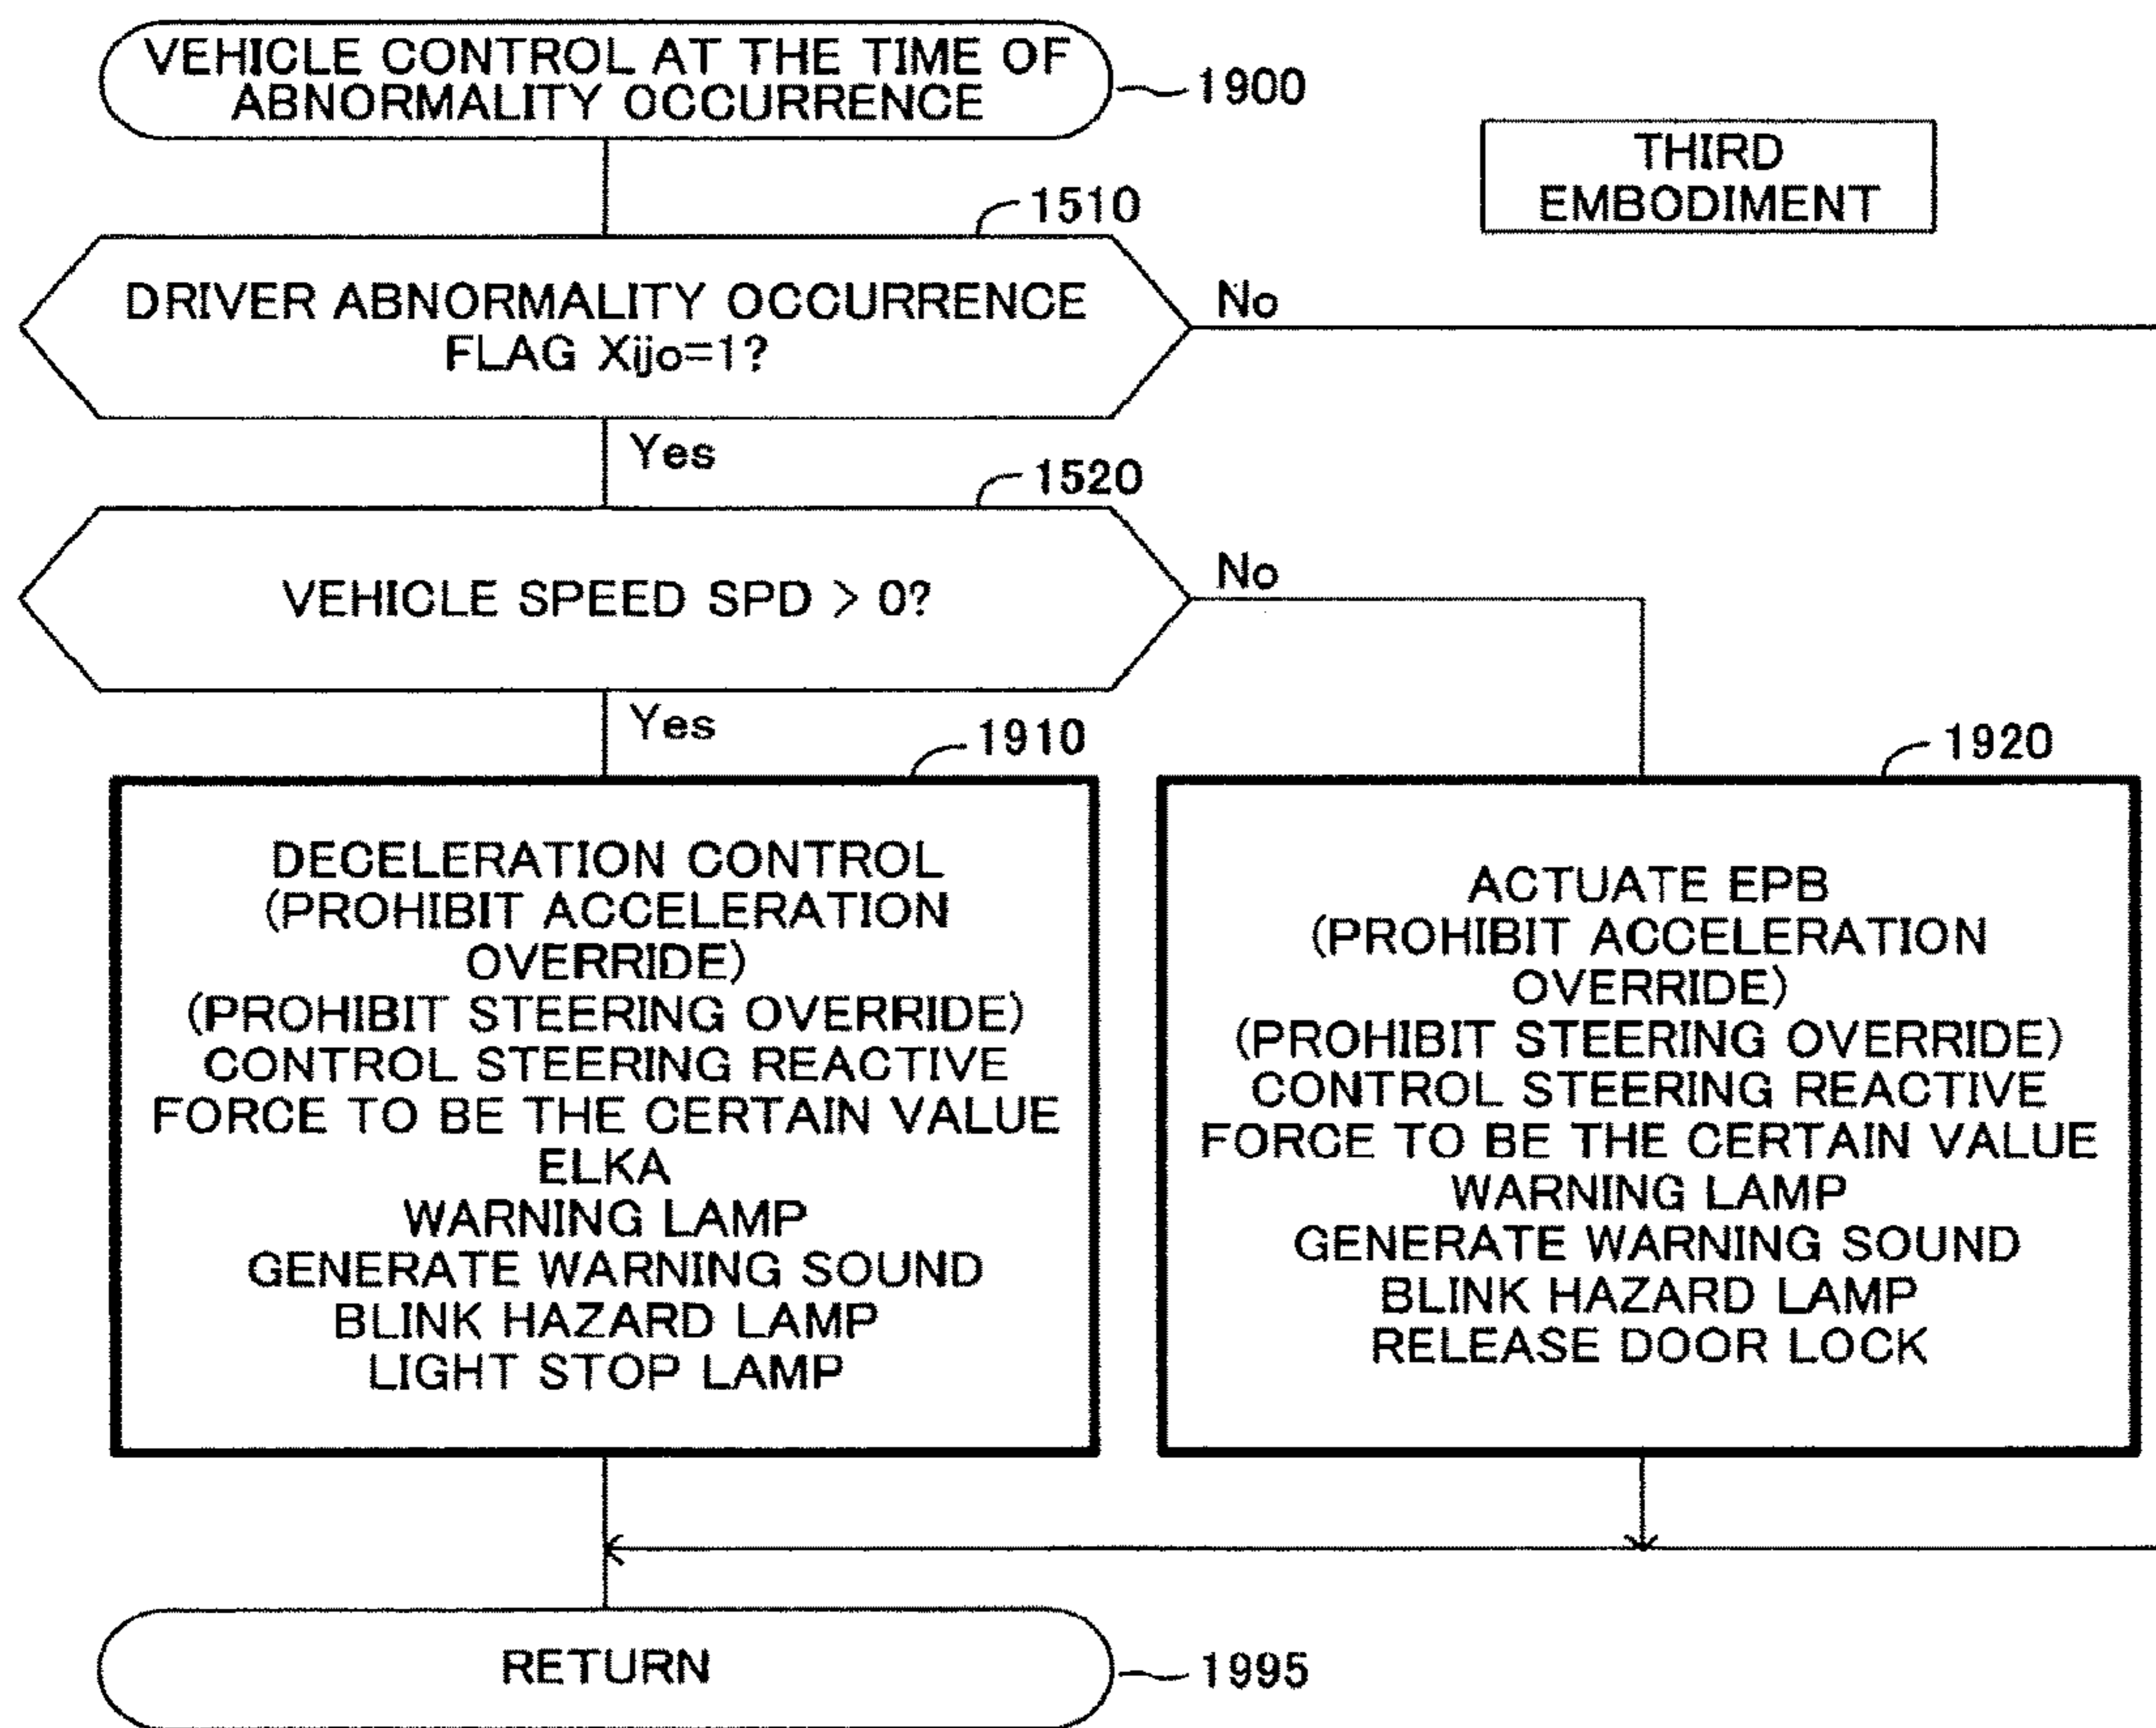 VEHICLE CONTROL AT THE TIME OF
ABNORMALITY OCCURRENCE
1900
THIRD
EMBODIMENT
1510
DRIVER ABNORMALITY OCCURRENCE
FLAG Xijo=1?
No
Yes
1520
VEHICLE SPEED SPD > 0?
No
Yes
1910
DECELERATION CONTROL
(PROHIBIT ACCELERATION
OVERRIDE)
(PROHIBIT STEERING OVERRIDE)
CONTROL STEERING REACTIVE
FORCE TO BE THE CERTAIN VALUE
ELKA
WARNING LAMP
GENERATE WARNING SOUND
BLINK HAZARD LAMP
LIGHT STOP LAMP
1920
ACTUATE EPB
(PROHIBIT ACCELERATION
OVERRIDE)
(PROHIBIT STEERING OVERRIDE)
CONTROL STEERING REACTIVE
FORCE TO BE THE CERTAIN VALUE
WARNING LAMP
GENERATE WARNING SOUND
BLINK HAZARD LAMP
RELEASE DOOR LOCK
RETURN
1995